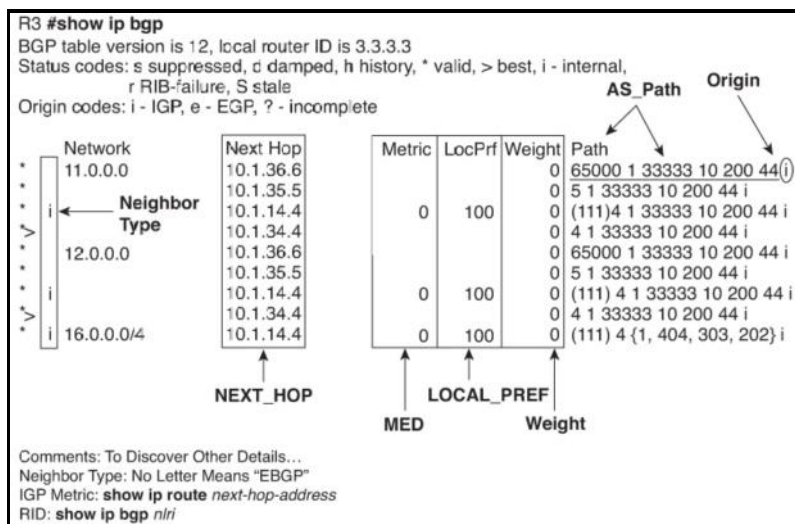 R3 #show ip bgp
BGP table version is 12, local router ID is 3.3.3.3
Status codes: s suppressed, d damped, h history, * valid, > best, i - internal,
r RIB-failure, S stale
Origin codes: i - IGP, e - EGP, ? - incomplete
AS_Path
Origin
Network Next Hop Metric LocPrf Weight Path
* 11.0.0.0 10.1.36.6 0 65000 1 33333 10 200 44 i
* 10.1.35.5 0 5 1 33333 10 200 44 i
* i 10.1.14.4 0 100 0 (111)4 1 33333 10 200 44 i
*> 10.1.34.4 0 4 1 33333 10 200 44 i
* 12.0.0.0 10.1.36.6 0 65000 1 33333 10 200 44 i
* 10.1.35.5 0 5 1 33333 10 200 44 i
* i 10.1.14.4 0 100 0 (111) 4 1 33333 10 200 44 i
*> 10.1.34.4 0 4 1 33333 10 200 44 i
* i 16.0.0.0/4 10.1.14.4 0 100 0 (111) 4 {1, 404, 303, 202} i
Neighbor
Type
NEXT_HOP
LOCAL_PREF
MED
Weight
Comments: To Discover Other Details...
Neighbor Type: No Letter Means “EBGP”
IGP Metric: show ip route next-hop-address
RID: show ip bgp nlri